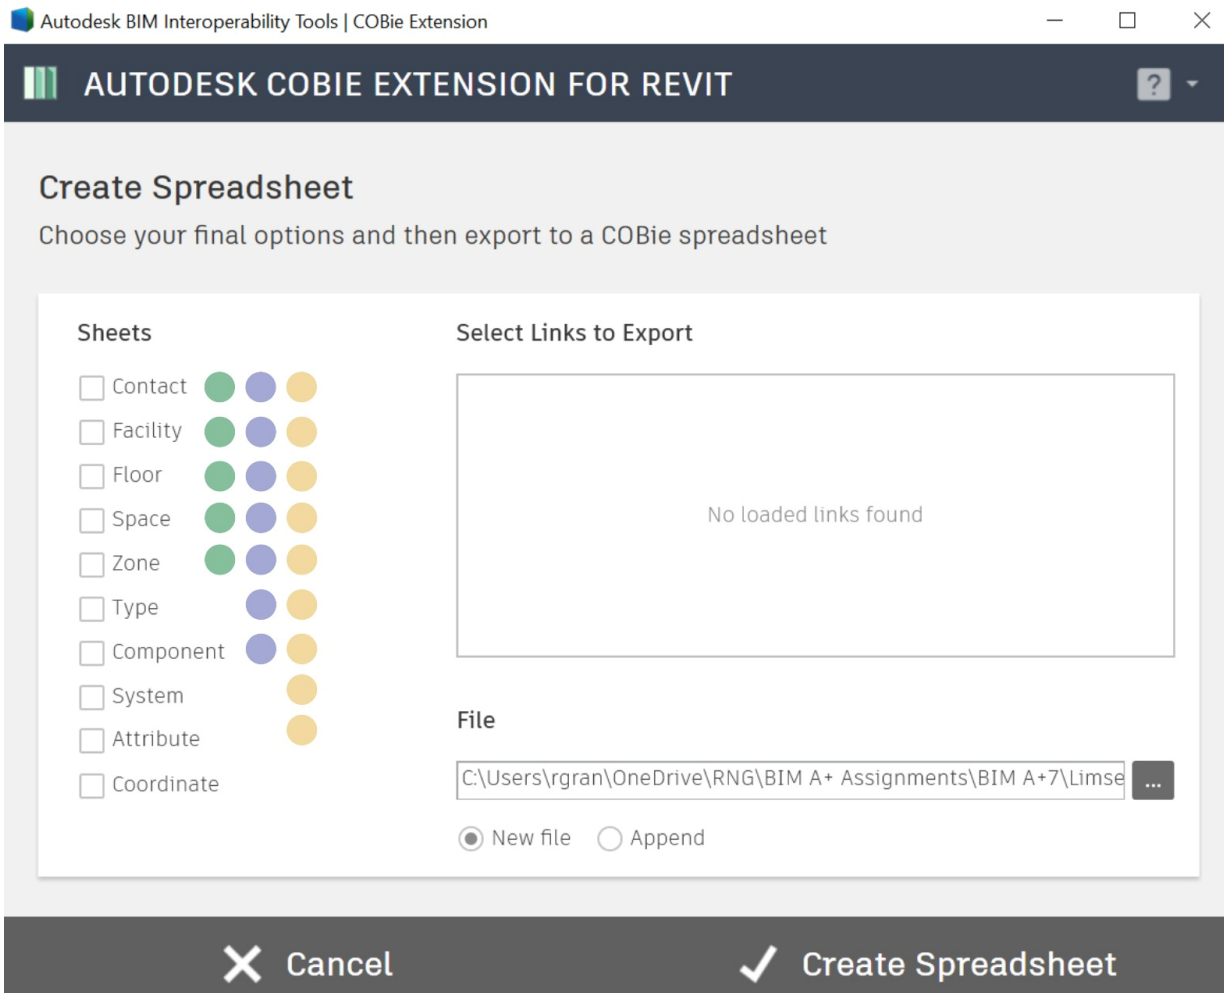 Autodesk BIM Interoperability Tools | COBie Extension
AUTODESK COBIE EXTENSION FOR REVIT
?
Create Spreadsheet
Choose your final options and then export to a COBie spreadsheet
Sheets
Contact
Facility
Floor
Space
Zone
Type
Component
System
Attribute
Coordinate
Select Links to Export
No loaded links found
File
C:\Users\rgran\OneDrive\RNG\BIM A+ Assignments\BIM A+7\Limse
...
New file Append
Cancel Create Spreadsheet